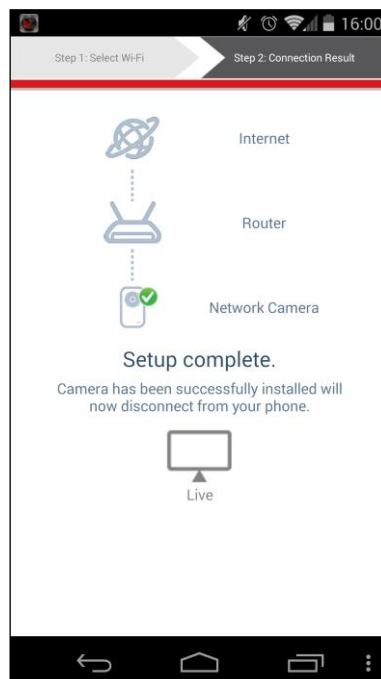 16:00
Step 1: Select Wi-Fi
Step 2: Connection Result
Internet
Router
Network Camera
Setup complete.
Camera has been successfully installed will
now disconnect from your phone.
Live